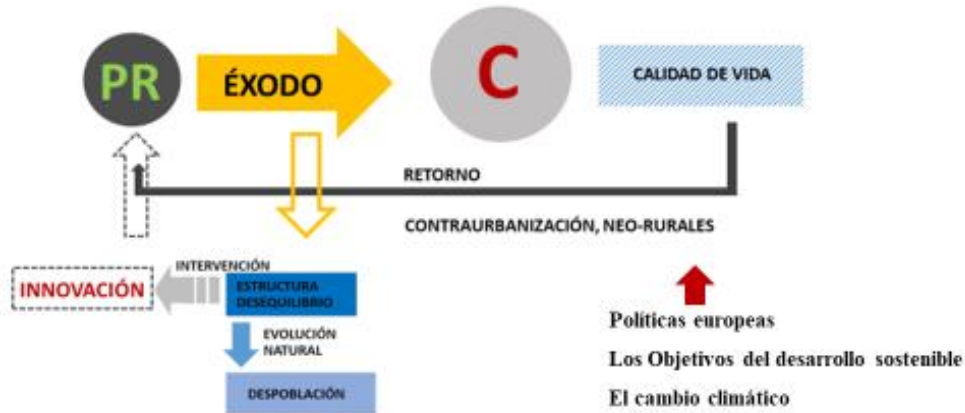 PR
ÉXODO
C
CALIDAD DE VIDA
RETORNO
CONTRAURBANIZACIÓN, NEO-RURALES
INTERVENCIÓN
INNOVACIÓN
ESTRUCTURA
DESEQUILIBRIO
EVOLUCIÓN
NATURAL
DESPOBLACIÓN
Políticas europeas
Los Objetivos del desarrollo sostenible
El cambio climático